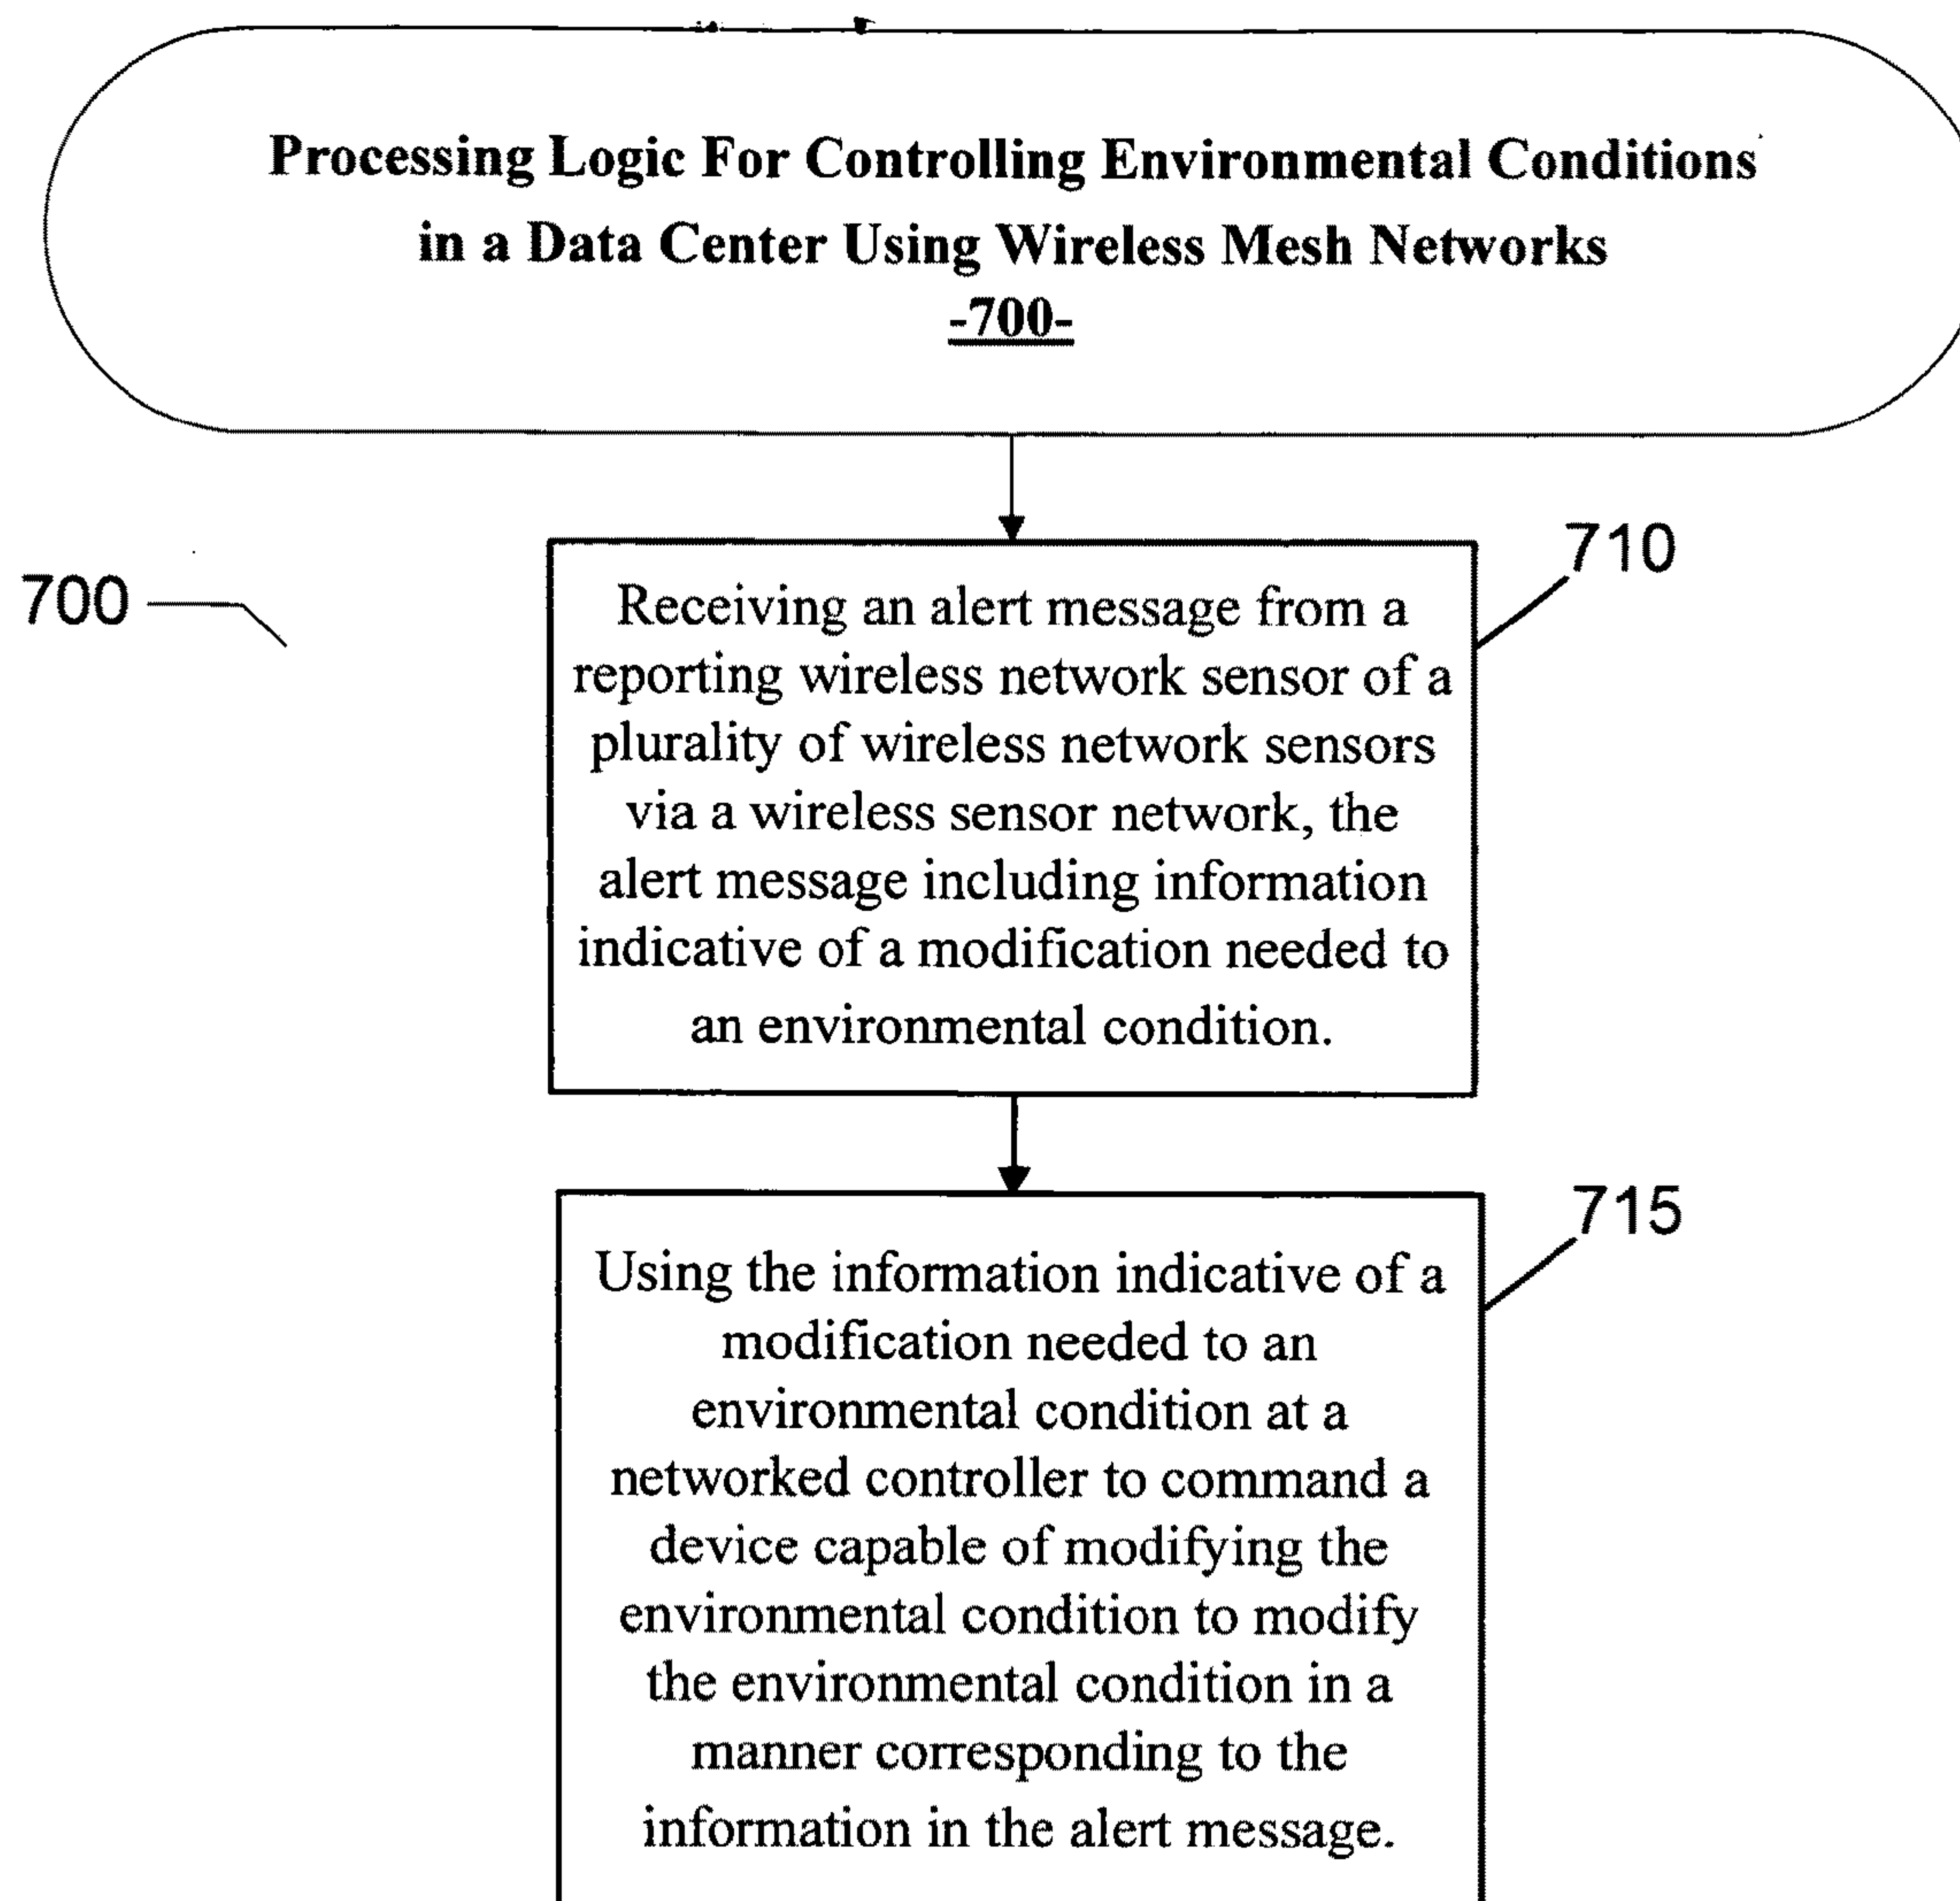 Processing Logic For Controlling Environmental Conditions
in a Data Center Using Wireless Mesh Networks
-700-
710
700
Receiving an alert message from a
reporting wireless network sensor of a
plurality of wireless network sensors
via a wireless sensor network, the
alert message including information
indicative of a modification needed to
an environmental condition.
715
Using the information indicative of a
modification needed to an
environmental condition at a
networked controller to command a
device capable of modifying the
environmental condition to modify
the environmental condition in a
manner corresponding to the
information in the alert message.